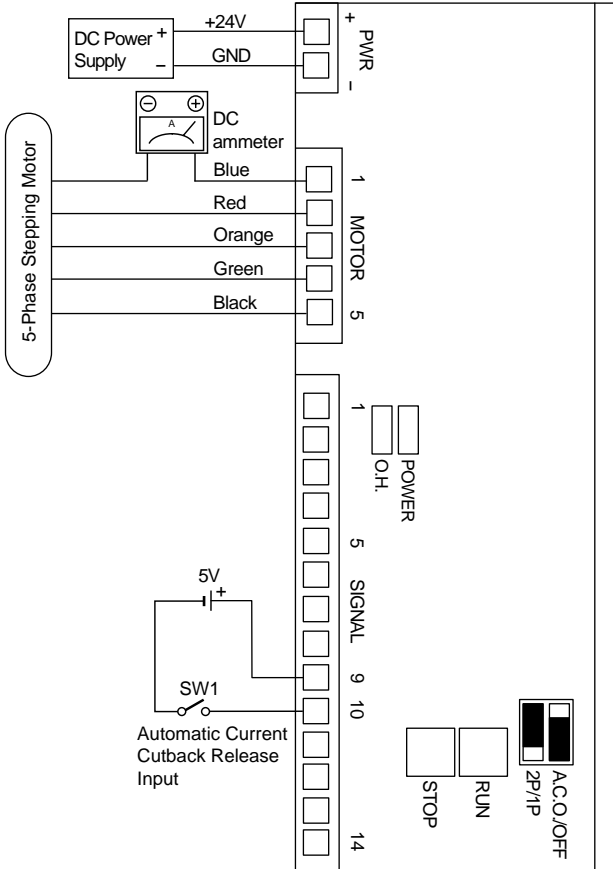 DC Power +
Supply −
+24V
GND
+
PWR
−
− +
A
DC
ammeter
5-Phase Stepping Motor
Blue
Red
Orange
Green
Black
1
MOTOR
5
1
O.H.
POWER
5
SIGNAL
9
10
14
5V
+
SW1
Automatic Current
Cutback Release
Input
STOP
RUN
2P/1P
A.C.O./OFF